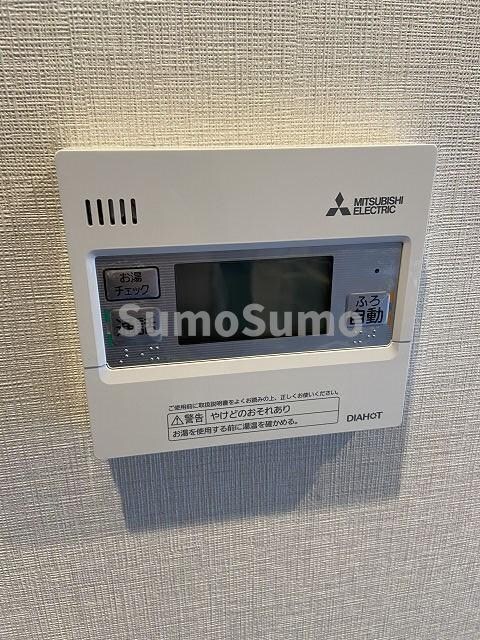 MITSUBISHI
ELECTRIC
お湯
チェック
ふろ
自動
SumoSumo
ご使用前に取扱説明書をよくお読みの上、正しくお使いください。
警告 やけどのおそれあり
お湯を使用する前に湯温を確かめる。
DIAHOT